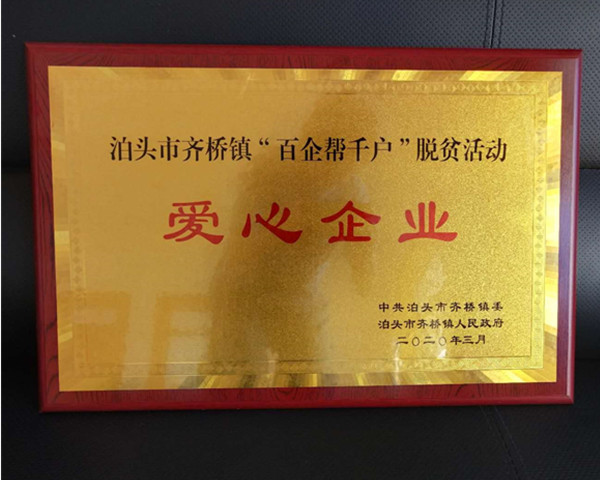 泊头市齐桥镇“百企帮千户”脱贫活动
爱心企业
中共泊头市齐桥镇委
泊头市齐桥镇人民政府
二〇二〇年三月